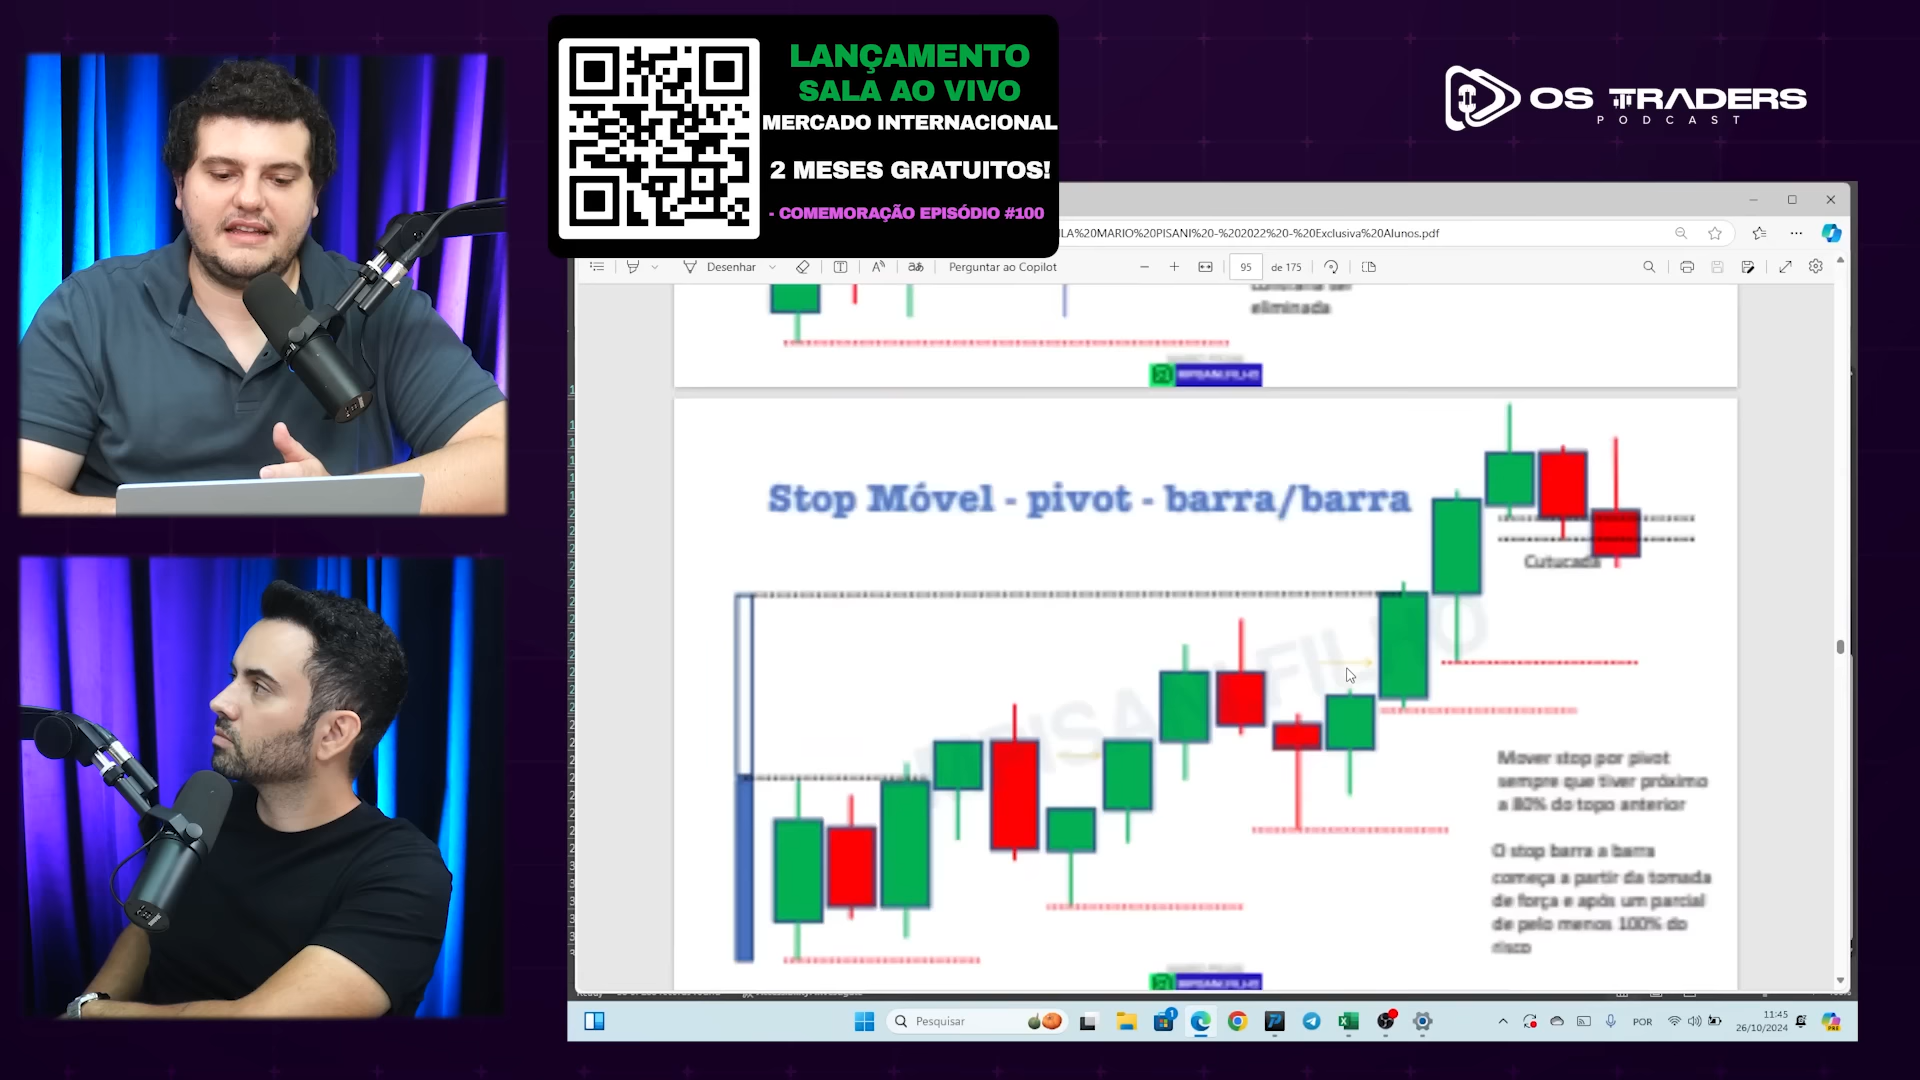 LANÇAMENTO
SALA AO VIVO
MERCADO INTERNACIONAL
2 MESES GRATUITOS!
- COMEMORAÇÃO EPISÓDIO #100
OS TRADERS
PODCAST
LA%20MARIO%20PISANI%20-%202022%20-%20Exclusiva%20Alunos.pdf
Desenhar
Perguntar ao Copilot
95 de 175
eliminada
Stop Móvel - pivot - barra/barra
Cutucada
Mover stop por pivot
sempre que tiver próximo
a 80% do topo anterior
O stop barra a barra
começa a partir da tomada
de força e após um parcial
de pelo menos 100% do
risco
Pesquisar
POR
11:45
26/10/2024